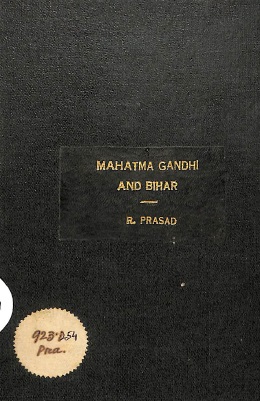 MAHATMA GANDHI
AND BIHAR
R. PRASAD
923.D54
Pra.